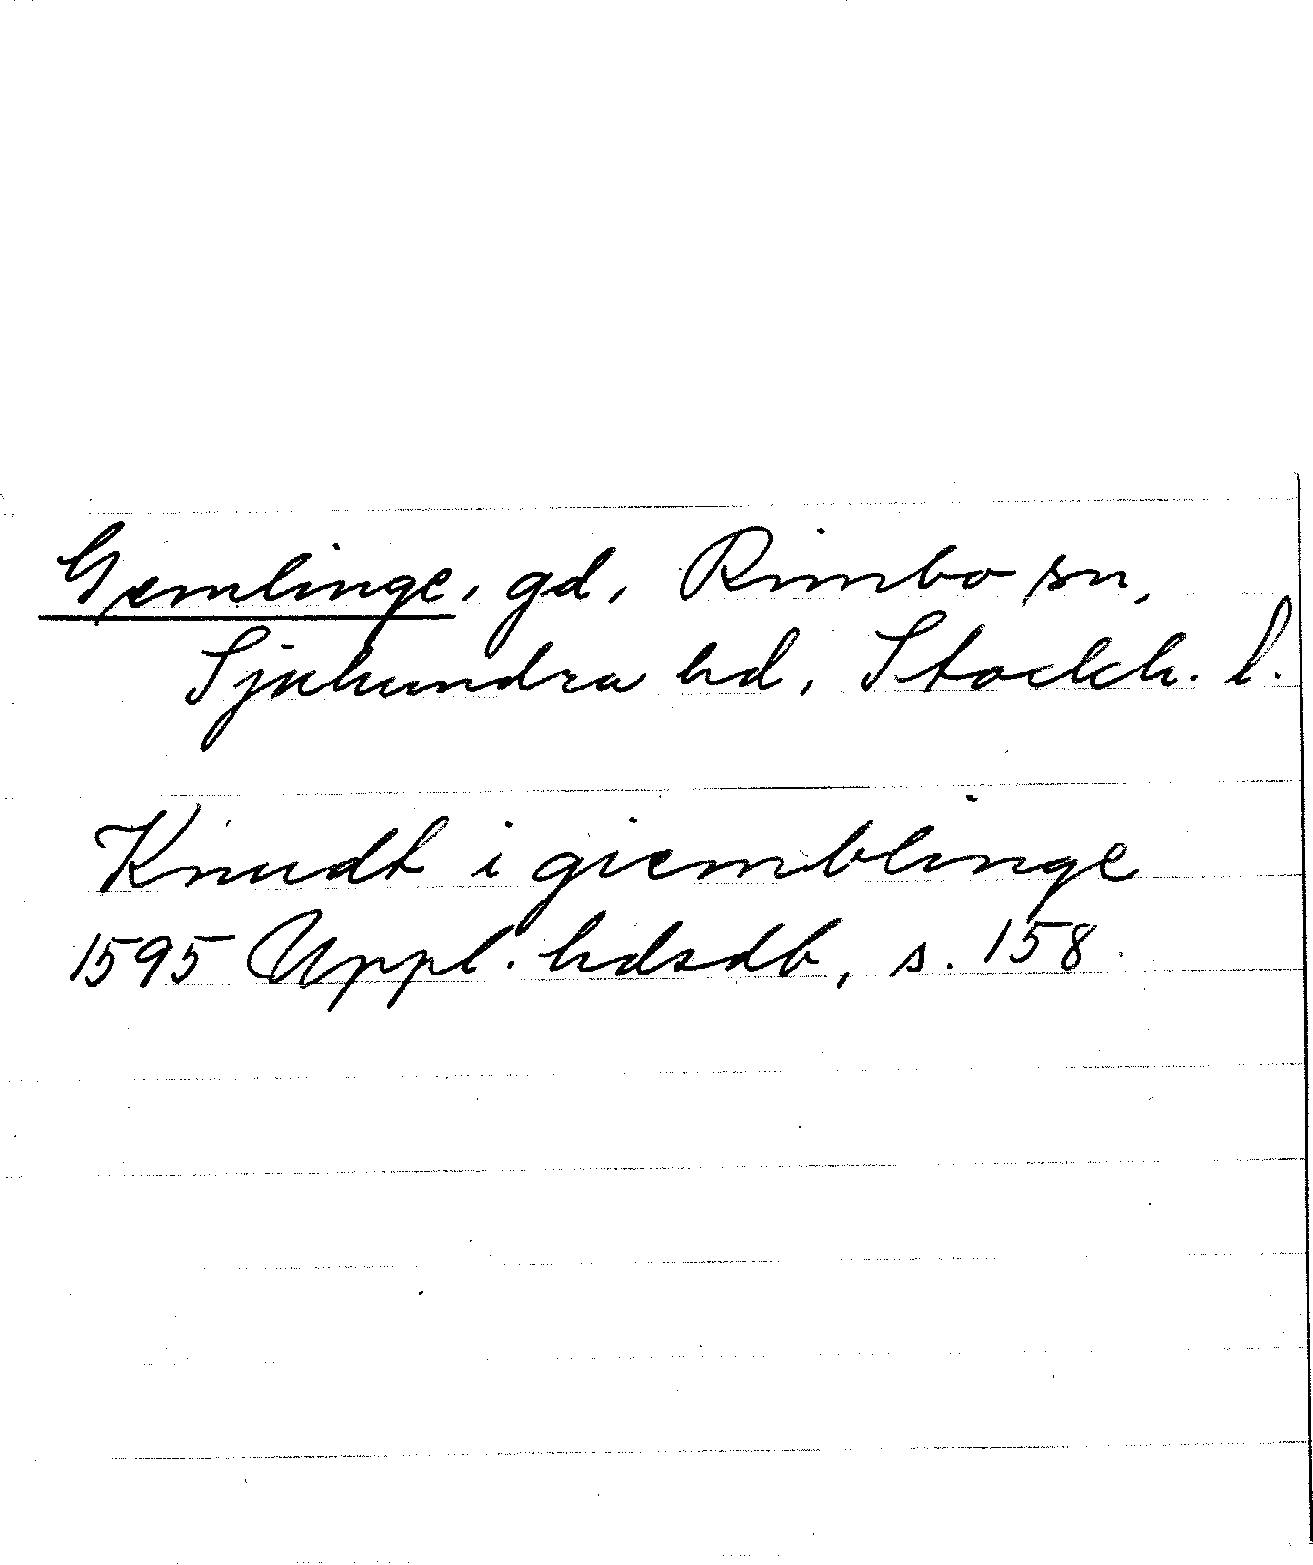 Gemlinge, gd, Rimbo sn,
Sjuhundra hd, Stockh. l.
Knudt i giemblinge
1595 Uppl. hdsdb, s. 158